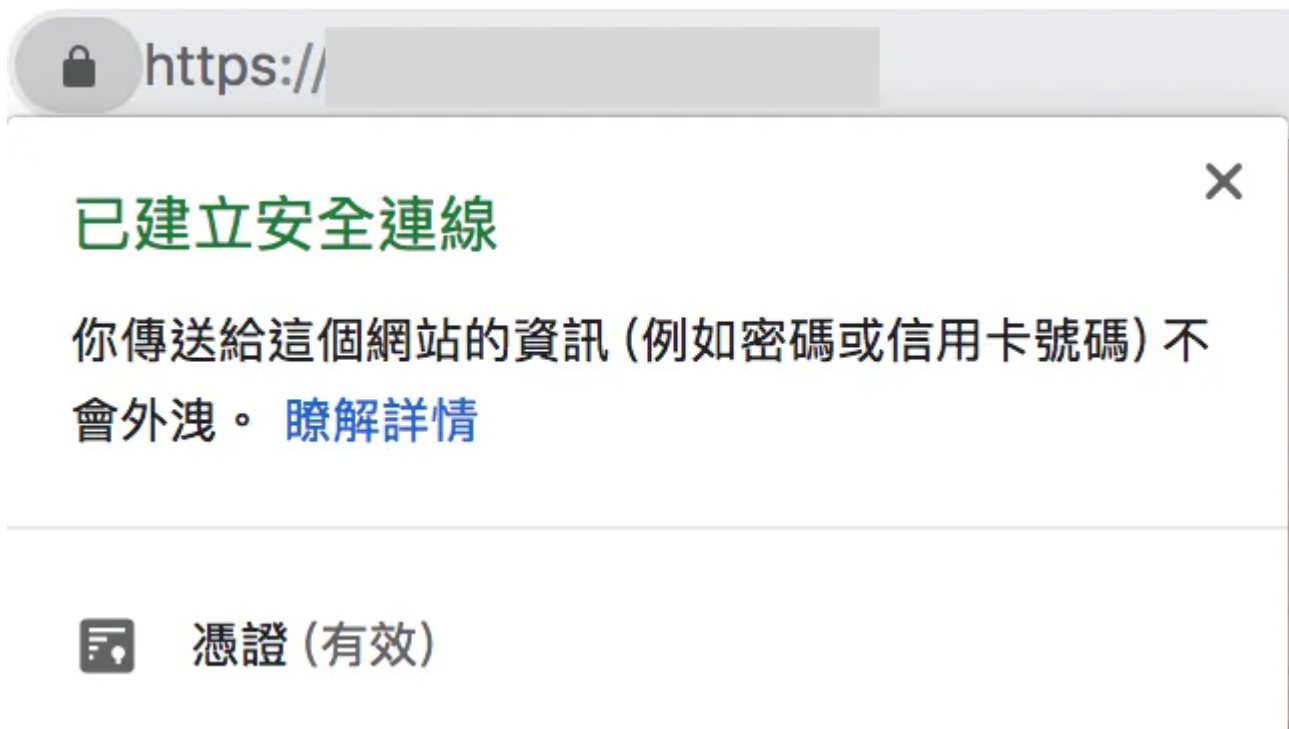 https://
已建立安全連線
你傳送給這個網站的資訊 (例如密碼或信用卡號碼) 不
會外洩。 瞭解詳情
憑證 (有效)